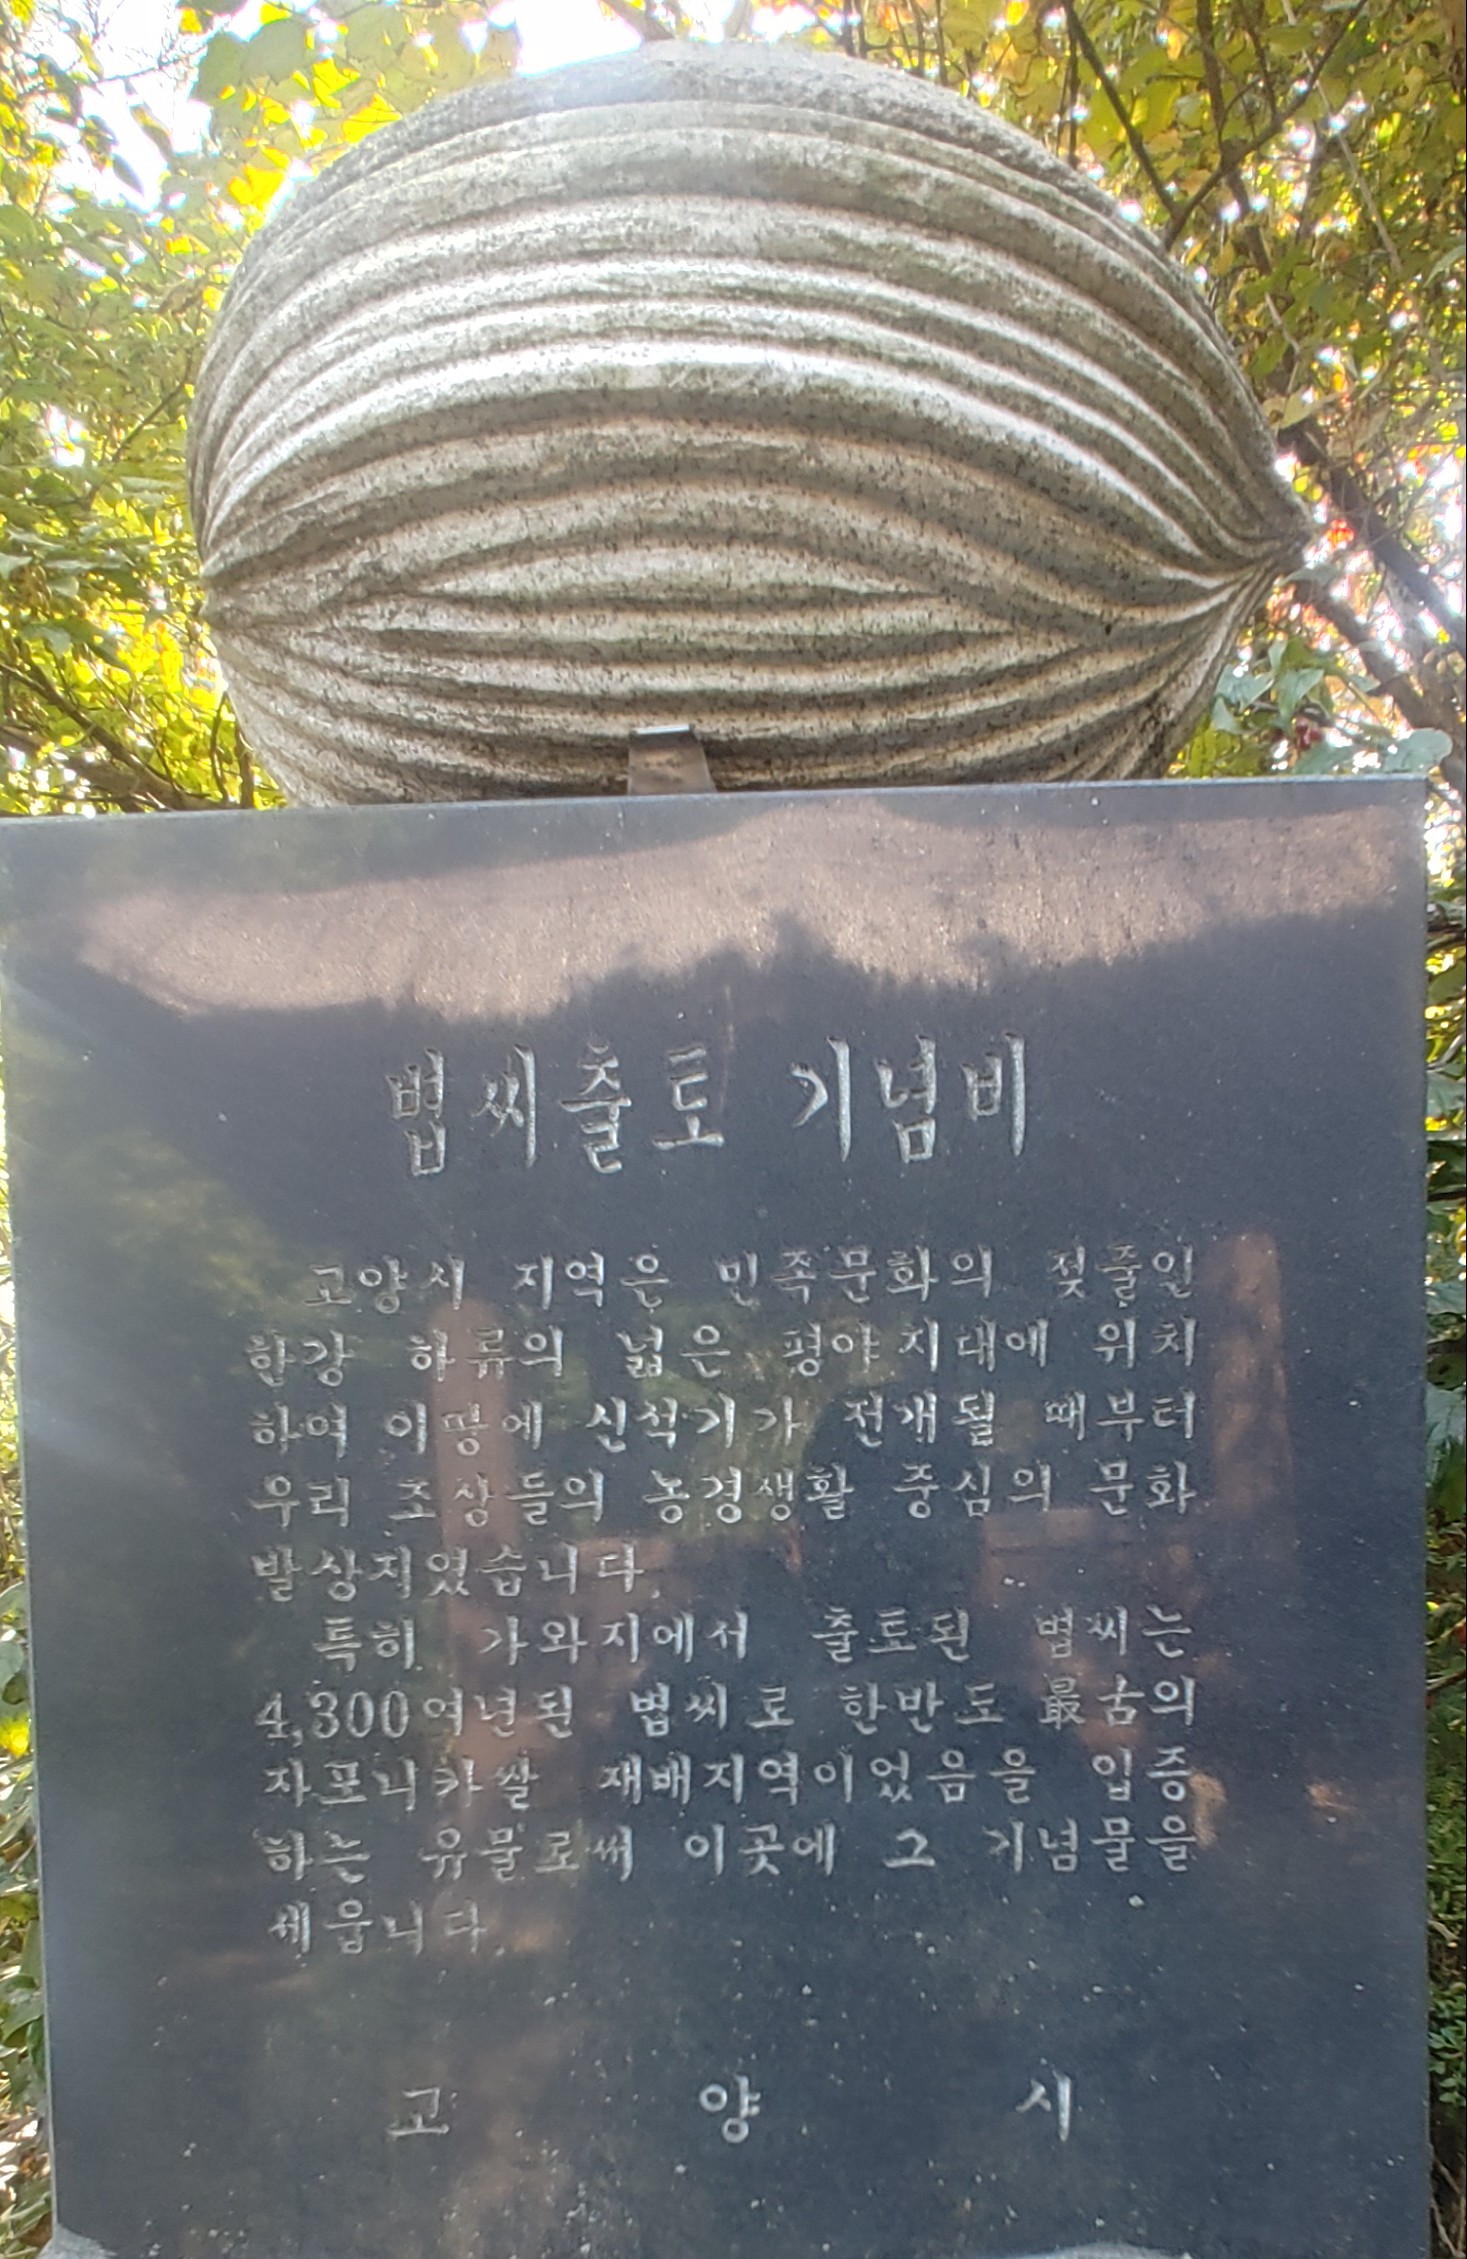 볍씨출토 기념비
고양시 지역은 민족문화의 젖줄인
한강 하류의 넓은 평야지대에 위치
하여 이땅에 신석기가 전개될 때부터
우리 조상들의 농경생활 중심의 문화
발상지였습니다.
특히 가와지에서 출토된 볍씨는
4,300여년된 볍씨로 한반도 最古의
자포니카쌀 재배지역이었음을 입증
하는 유물로써 이곳에 그 기념물을
세웁니다.
고 양 시